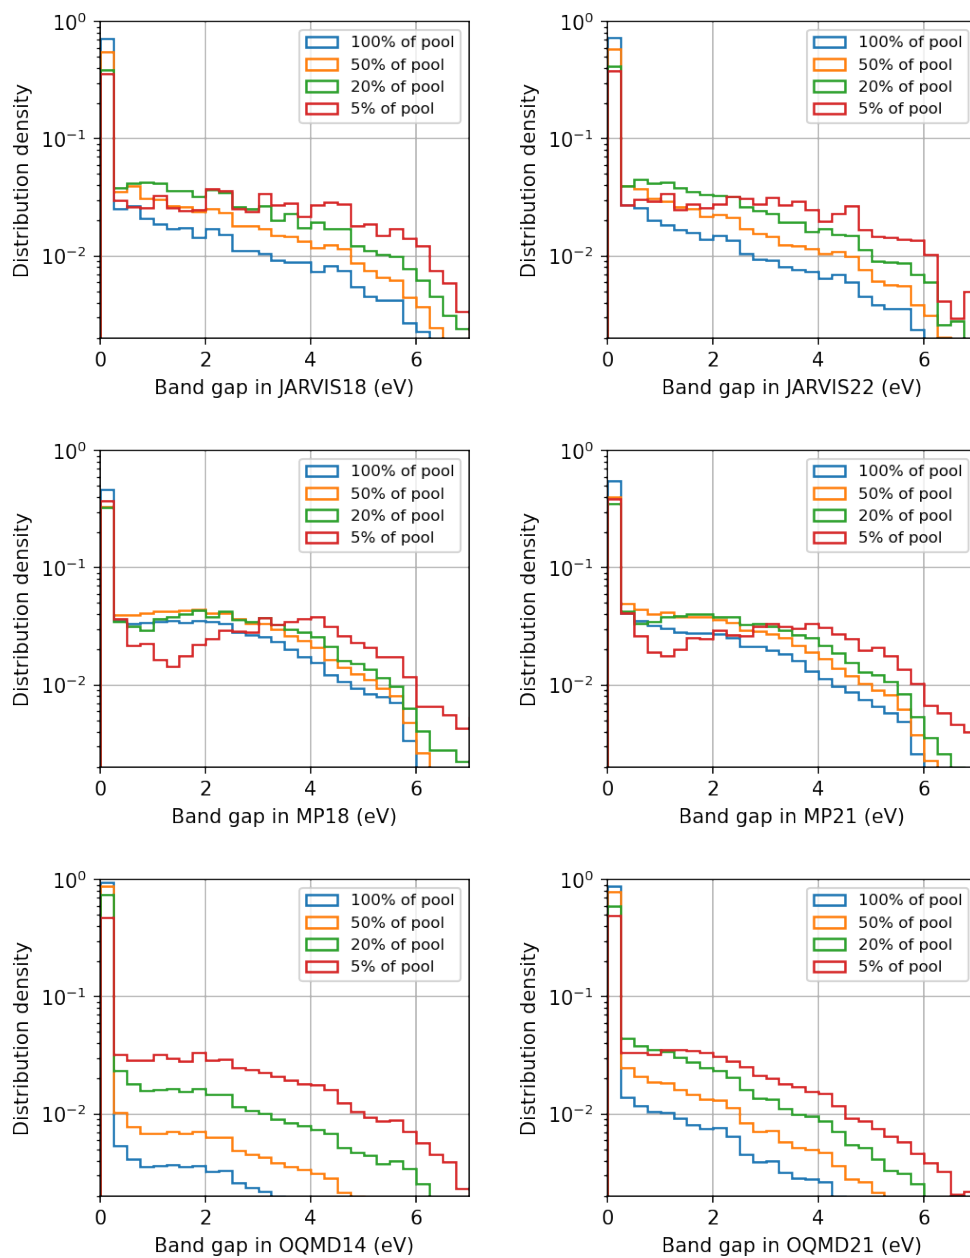 10^0
10^-1
10^-2
Distribution density
100% of pool
50% of pool
20% of pool
5% of pool
0 2 4 6
Band gap in JARVIS18 (eV)
10^0
10^-1
10^-2
Distribution density
100% of pool
50% of pool
20% of pool
5% of pool
0 2 4 6
Band gap in JARVIS22 (eV)
10^0
10^-1
10^-2
Distribution density
100% of pool
50% of pool
20% of pool
5% of pool
0 2 4 6
Band gap in MP18 (eV)
10^0
10^-1
10^-2
Distribution density
100% of pool
50% of pool
20% of pool
5% of pool
0 2 4 6
Band gap in MP21 (eV)
10^0
10^-1
10^-2
Distribution density
100% of pool
50% of pool
20% of pool
5% of pool
0 2 4 6
Band gap in OQMD14 (eV)
10^0
10^-1
10^-2
Distribution density
100% of pool
50% of pool
20% of pool
5% of pool
0 2 4 6
Band gap in OQMD21 (eV)